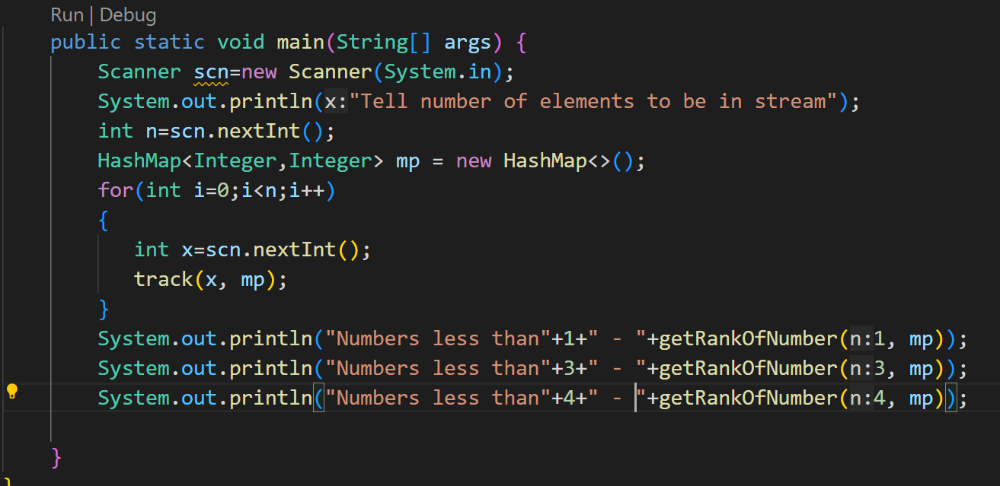 Run | Debug
public static void main(String[] args) {
Scanner scn=new Scanner(System.in);
System.out.println(x:"Tell number of elements to be in stream");
int n=scn.nextInt();
HashMap<Integer,Integer> mp = new HashMap<>();
for(int i=0;i<n;i++)
{
int x=scn.nextInt();
track(x, mp);
}
System.out.println("Numbers less than"+1+" - "+getRankOfNumber(n:1, mp));
System.out.println("Numbers less than"+3+" - "+getRankOfNumber(n:3, mp));
System.out.println("Numbers less than"+4+" - "+getRankOfNumber(n:4, mp));
}
}